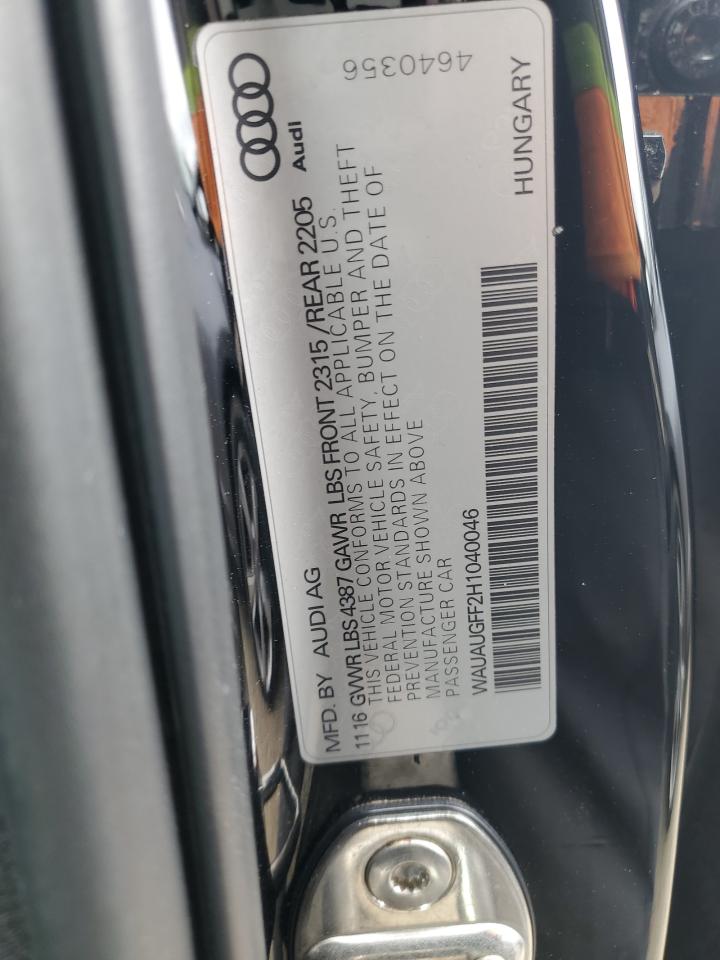 4640356
Audi
MFD. BY AUDI AG
11 16 GVWR LBS 4387 GAWR LBS FRONT 2315 /REAR 2205
THIS VEHICLE CONFORMS TO ALL APPLICABLE U.S.
FEDERAL MOTOR VEHICLE SAFETY, BUMPER AND THEFT
PREVENTION STANDARDS IN EFFECT ON THE DATE OF
MANUFACTURE SHOWN ABOVE
PASSENGER CAR
WAUAUGFF2H1040046
HUNGARY